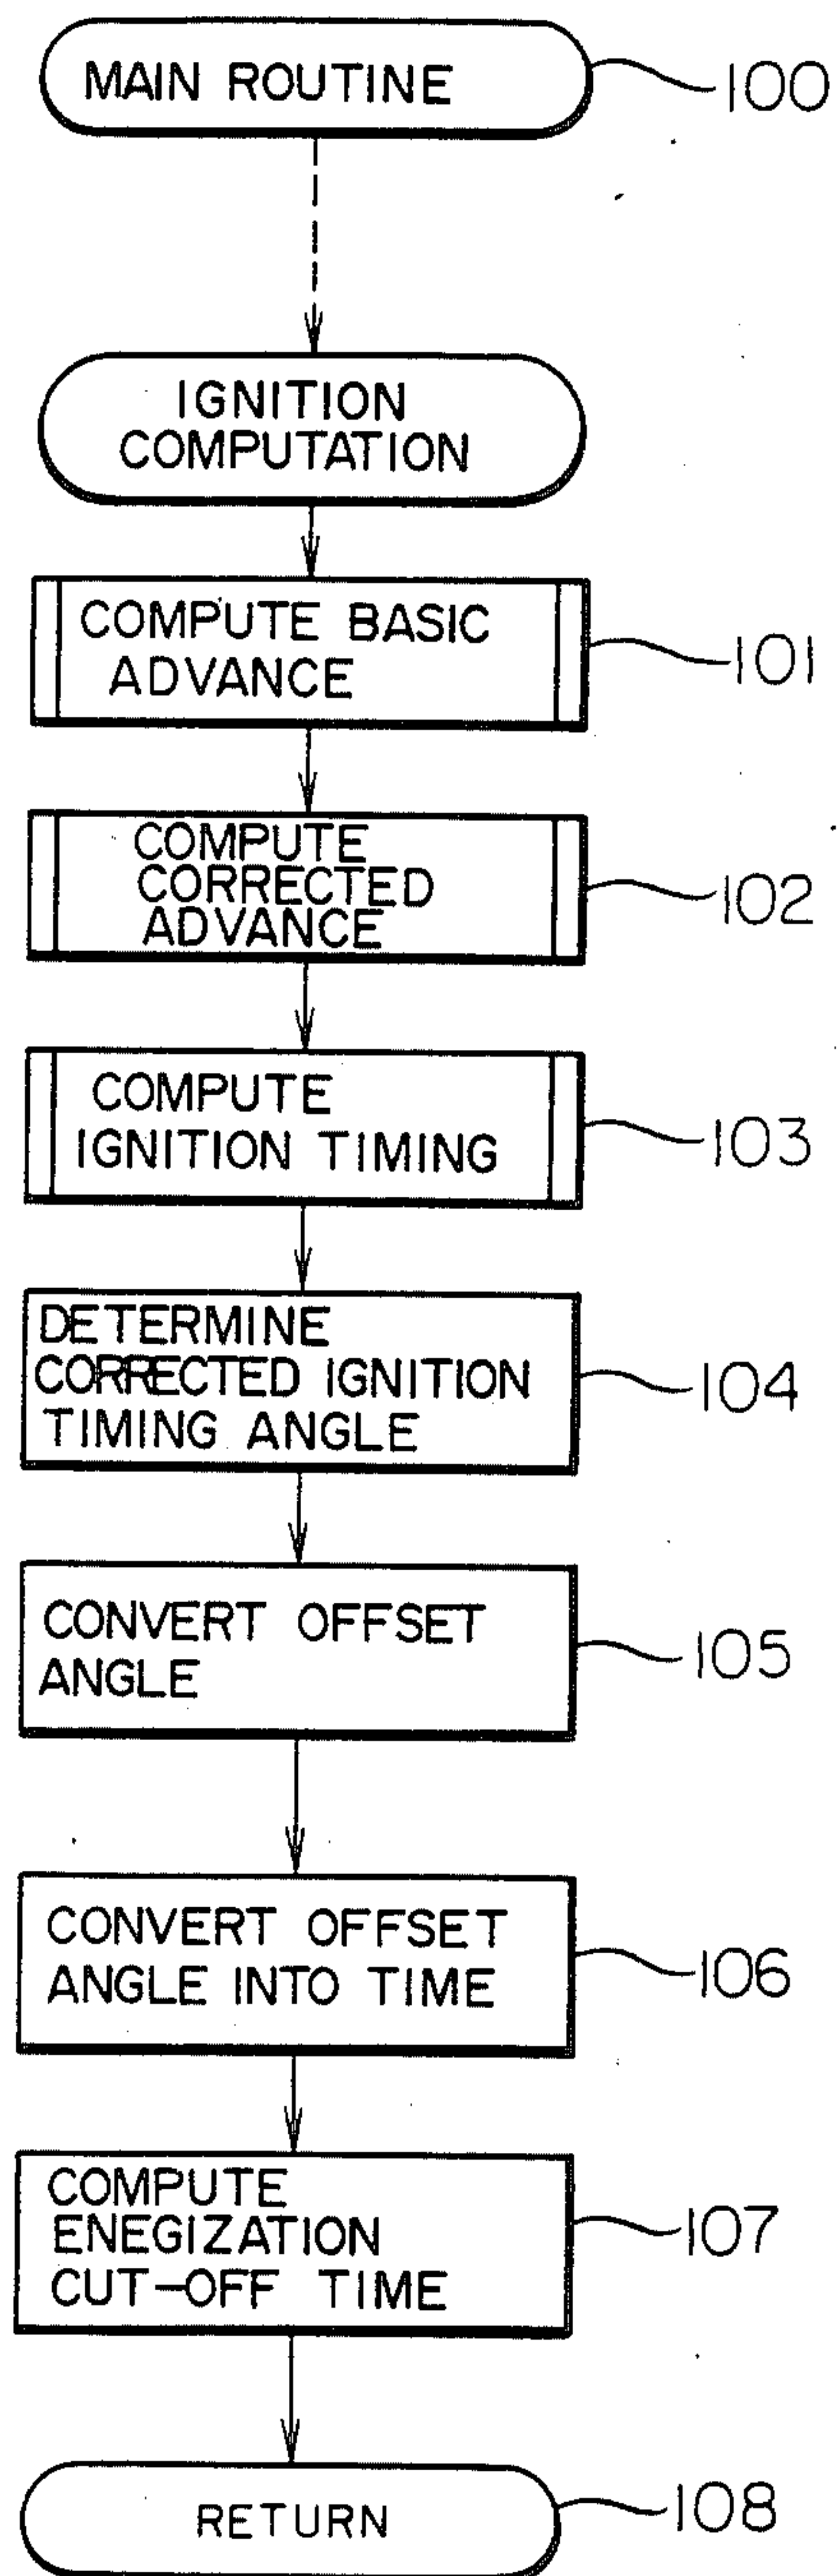 MAIN ROUTINE
100
IGNITION
COMPUTATION
COMPUTE BASIC
ADVANCE
101
COMPUTE
CORRECTED
ADVANCE
102
COMPUTE
IGNITION TIMING
103
DETERMINE
CORRECTED IGNITION
TIMING ANGLE
104
CONVERT OFFSET
ANGLE
105
CONVERT OFFSET
ANGLE INTO TIME
106
COMPUTE
ENEGIZATION
CUT-OFF TIME
107
RETURN
108